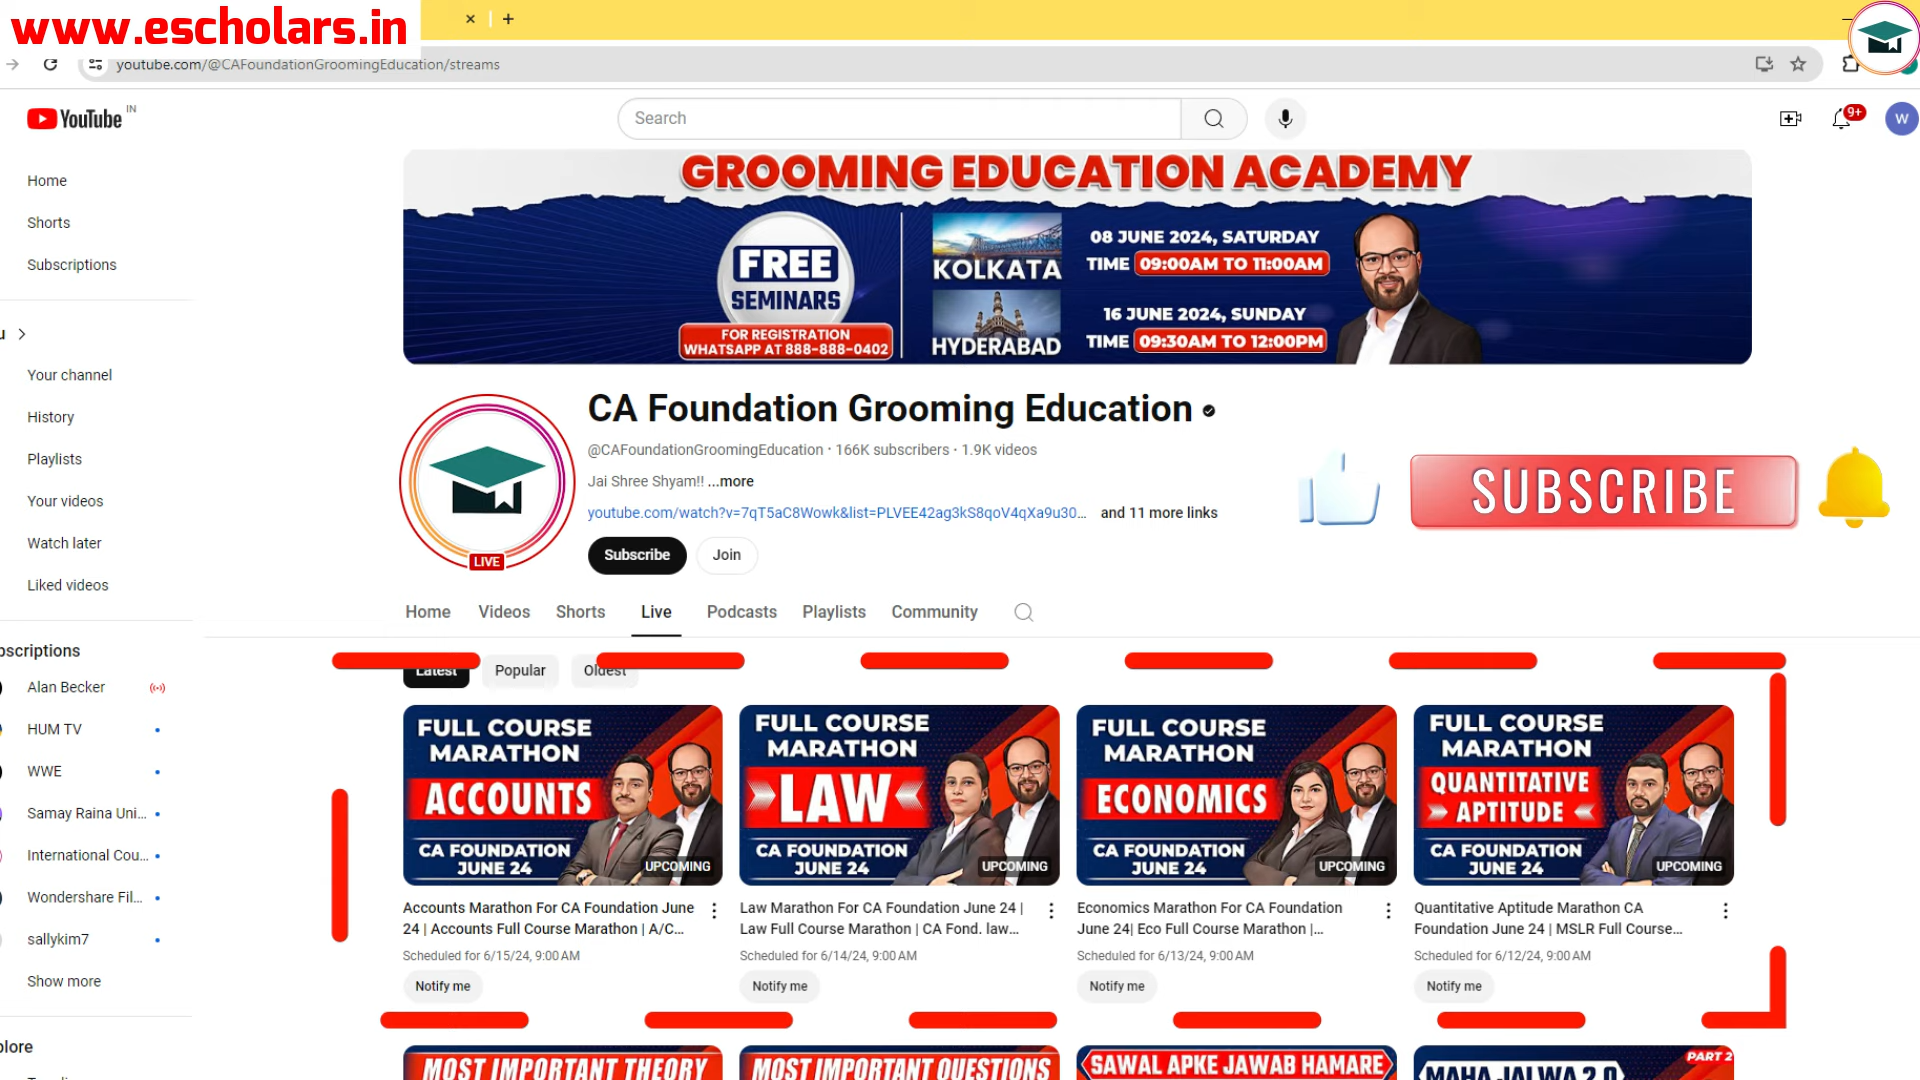 www.escholars.in
youtube.com/@CAFoundationGroomingEducation/streams
YouTube IN
Search
9+
W
Home
Shorts
Subscriptions
Your channel
History
Playlists
Your videos
Watch later
Liked videos
Alan Becker
HUM TV
WWE
Samay Raina Uni...
International Cou...
Wondershare Fil...
sallykim7
Show more
GROOMING EDUCATION ACADEMY
FREE
SEMINARS
FOR REGISTRATION
WHATSAPP AT 888-888-0402
KOLKATA
08 JUNE 2024, SATURDAY
TIME 09:00AM TO 11:00AM
HYDERABAD
16 JUNE 2024, SUNDAY
TIME 09:30AM TO 12:00PM
LIVE
CA Foundation Grooming Education
@CAFoundationGroomingEducation · 166K subscribers · 1.9K videos
Jai Shree Shyam!! ...more
youtube.com/watch?v=7qT5aC8Wowk&list=PLVEE42ag3kS8qoV4qXa9u30... and 11 more links
Subscribe Join
SUBSCRIBE
Home Videos Shorts Live Podcasts Playlists Community
Latest Popular Oldest
FULL COURSE
MARATHON
ACCOUNTS
CA FOUNDATION
JUNE 24
UPCOMING
Accounts Marathon For CA Foundation June
24 | Accounts Full Course Marathon | A/C...
Scheduled for 6/15/24, 9:00 AM
Notify me
FULL COURSE
MARATHON
LAW
CA FOUNDATION
JUNE 24
UPCOMING
Law Marathon For CA Foundation June 24 |
Law Full Course Marathon | CA Fond. law...
Scheduled for 6/14/24, 9:00 AM
Notify me
FULL COURSE
MARATHON
ECONOMICS
CA FOUNDATION
JUNE 24
UPCOMING
Economics Marathon For CA Foundation
June 24| Eco Full Course Marathon |...
Scheduled for 6/13/24, 9:00 AM
Notify me
FULL COURSE
MARATHON
QUANTITATIVE
APTITUDE
CA FOUNDATION
JUNE 24
UPCOMING
Quantitative Aptitude Marathon CA
Foundation June 24 | MSLR Full Course...
Scheduled for 6/12/24, 9:00 AM
Notify me
MOST IMPORTANT THEORY
MOST IMPORTANT QUESTIONS
SAWAL APKE JAWAB HAMARE
PART 2
MAHA JALWA 2.0